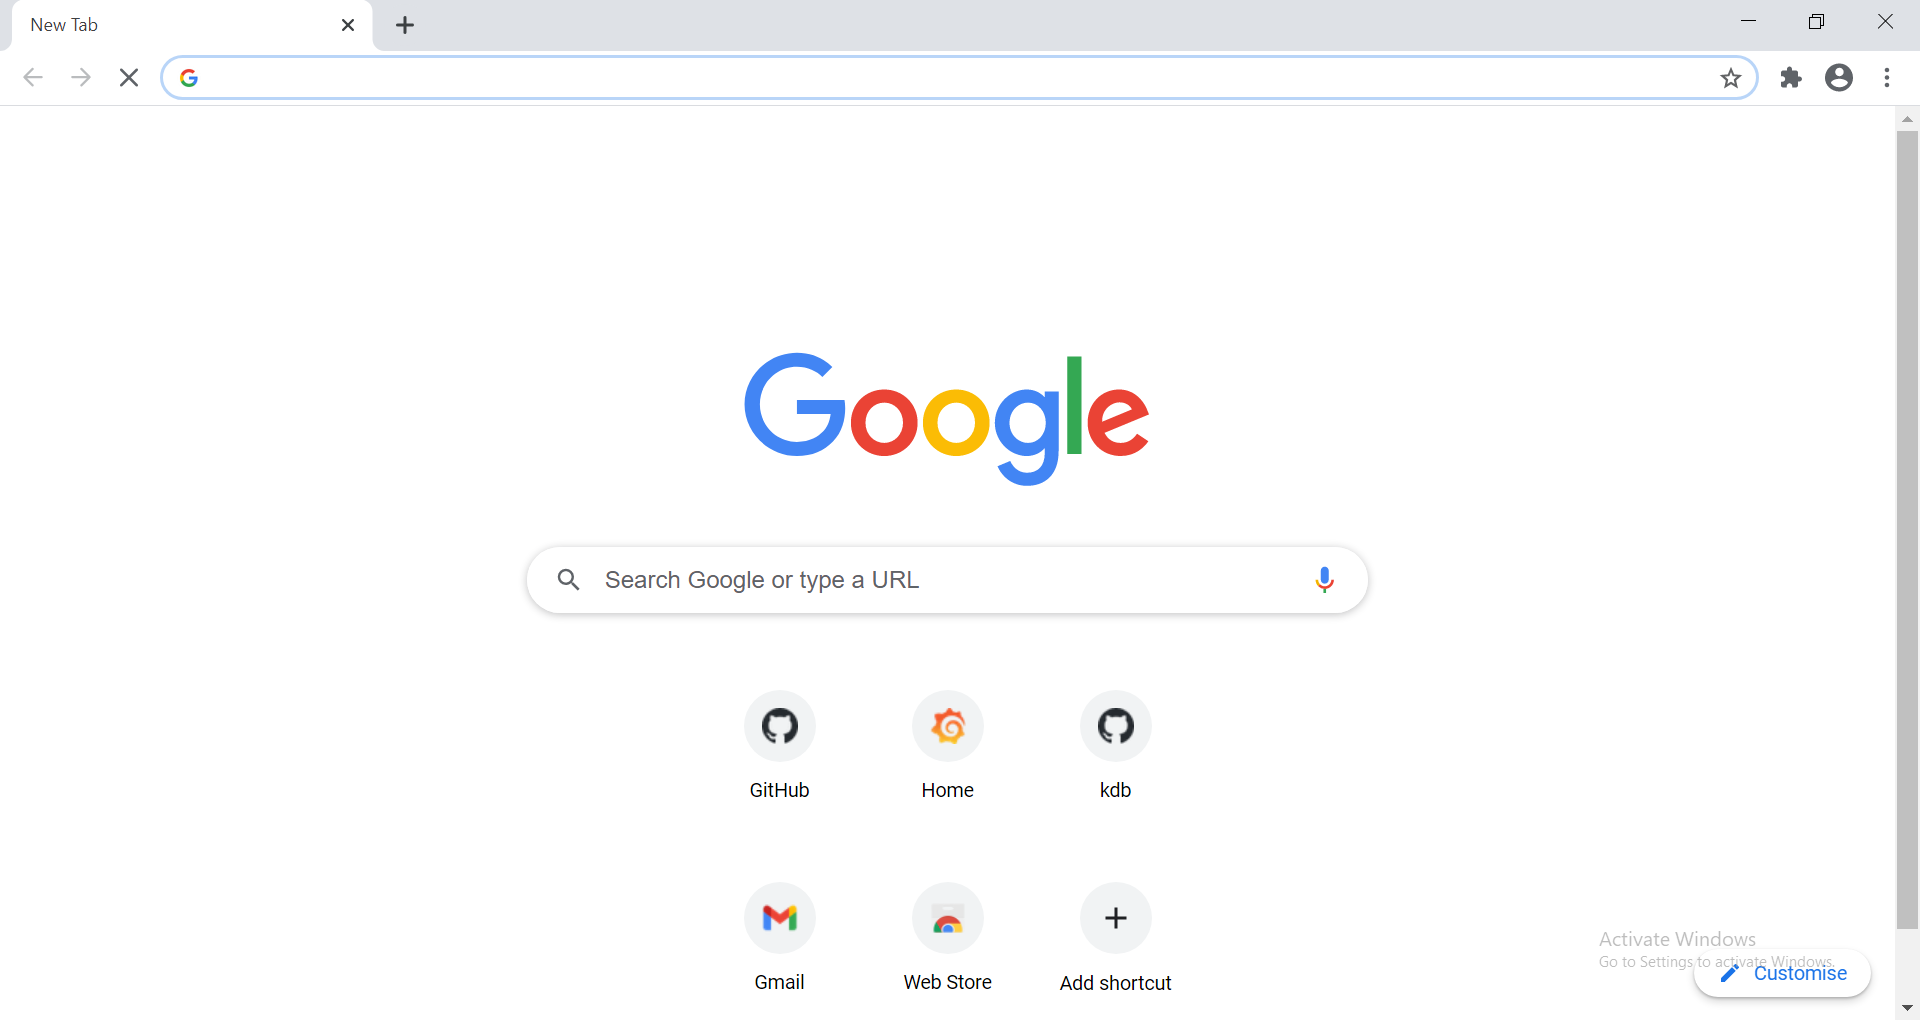 New Tab
Google
Search Google or type a URL
GitHub
Home
kdb
Gmail
Web Store
Add shortcut
Activate Windows
Go to Settings to activate Windows.
Customise